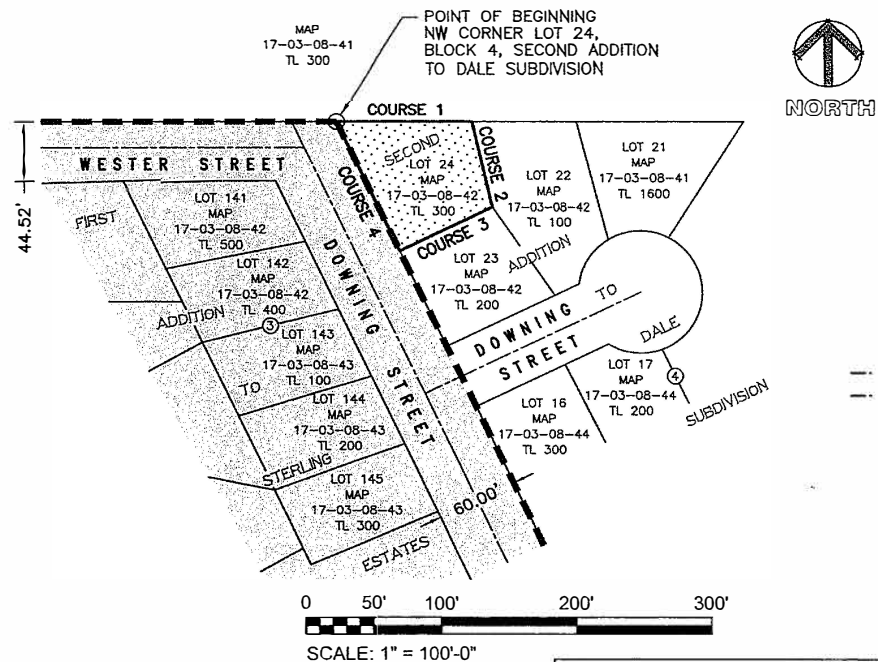 MAP
17-03-08-41
TL 300
POINT OF BEGINNING
NW CORNER LOT 24,
BLOCK 4, SECOND ADDITION
TO DALE SUBDIVISION
NORTH
COURSE 1
COURSE 2
COURSE 3
COURSE 4
44.52'
WESTER STREET
SECOND
LOT 24
MAP
17-03-08-42
TL 300
LOT 22
MAP
17-03-08-42
TL 100
LOT 21
MAP
17-03-08-41
TL 1600
LOT 23
MAP
17-03-08-42
TL 200
ADDITION
TO
DALE
SUBDIVISION
DOWNING
STREET
LOT 17
MAP
17-03-08-44
TL 200
4
LOT 16
MAP
17-03-08-44
TL 300
DOWNING STREET
60.00'
FIRST
ADDITION
TO
STERLING
ESTATES
LOT 141
MAP
17-03-08-42
TL 500
LOT 142
MAP
17-03-08-42
TL 400
3
LOT 143
MAP
17-03-08-43
TL 100
LOT 144
MAP
17-03-08-43
TL 200
LOT 145
MAP
17-03-08-43
TL 300
0 50' 100' 200' 300'
SCALE: 1" = 100'-0"